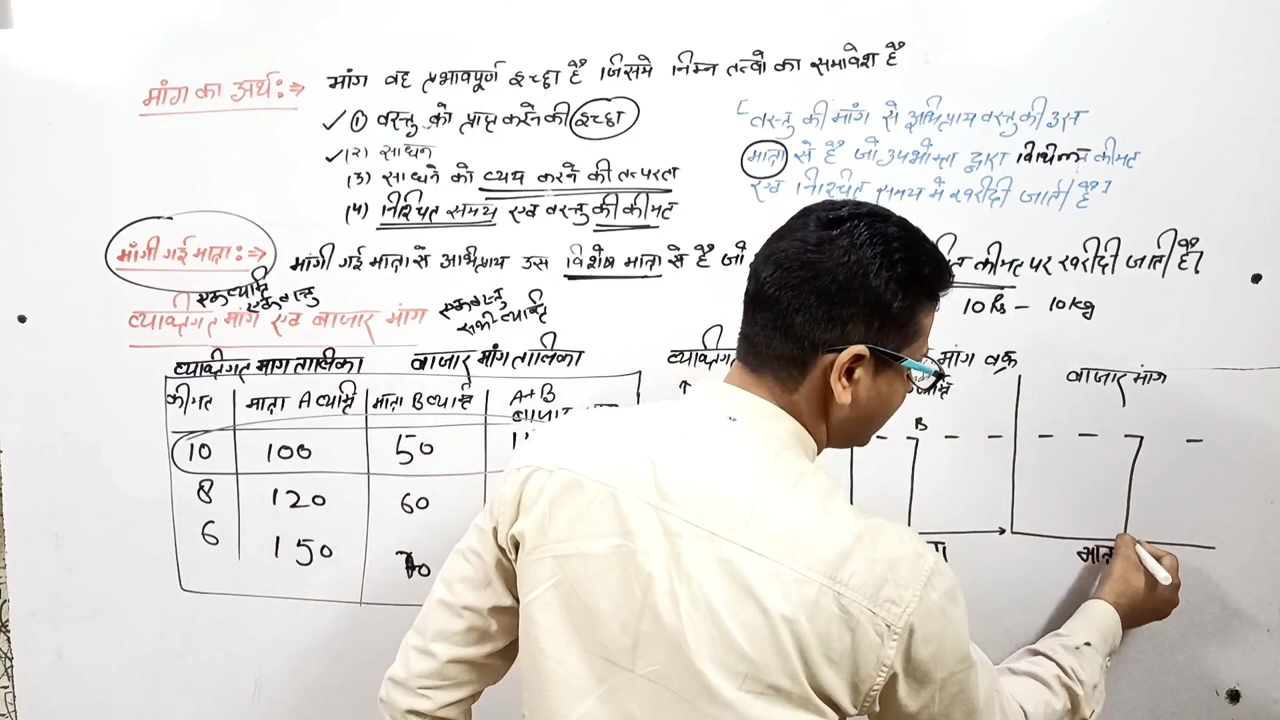 मांग का अर्थ :⇒ मांग वह प्रभावपूर्ण इच्छा है जिसमे निम्न तत्वो का समावेश है
✓ (1) वस्तु को प्राप्त करने की इच्छा
✓ (2) साधन
(3) साधने को व्यय करने की तत्परता
(4) निश्चित समय एवं वस्तु की कीमत
[वस्तु की मांग से अभिप्राय वस्तु की उस
मात्रा से है जो उपभोक्ता द्वारा विभिन्न कीमत
एवं निश्चित समय मे खरीदी जाती है]
माँगी गई मात्रा :⇒ मांगी गई मात्रा से अभिप्राय उस विशेष मात्रा से है जो
कीमत पर खरीदी जाती है।
10 Rs – 10 kg
एक व्यक्ति
एक वस्तु
एक वस्तु
सभी व्यक्ति
व्यक्तिगत मांग एवं बाजार मांग
व्यक्तिगत मांग तालिका बाजार मांग तालिका
व्यक्तिगत
मांग वक्र
कीमत मात्रा A व्यक्ति मात्रा B व्यक्ति A+B
10 100 50
8 120 60
6 150
B
बाजार मांग